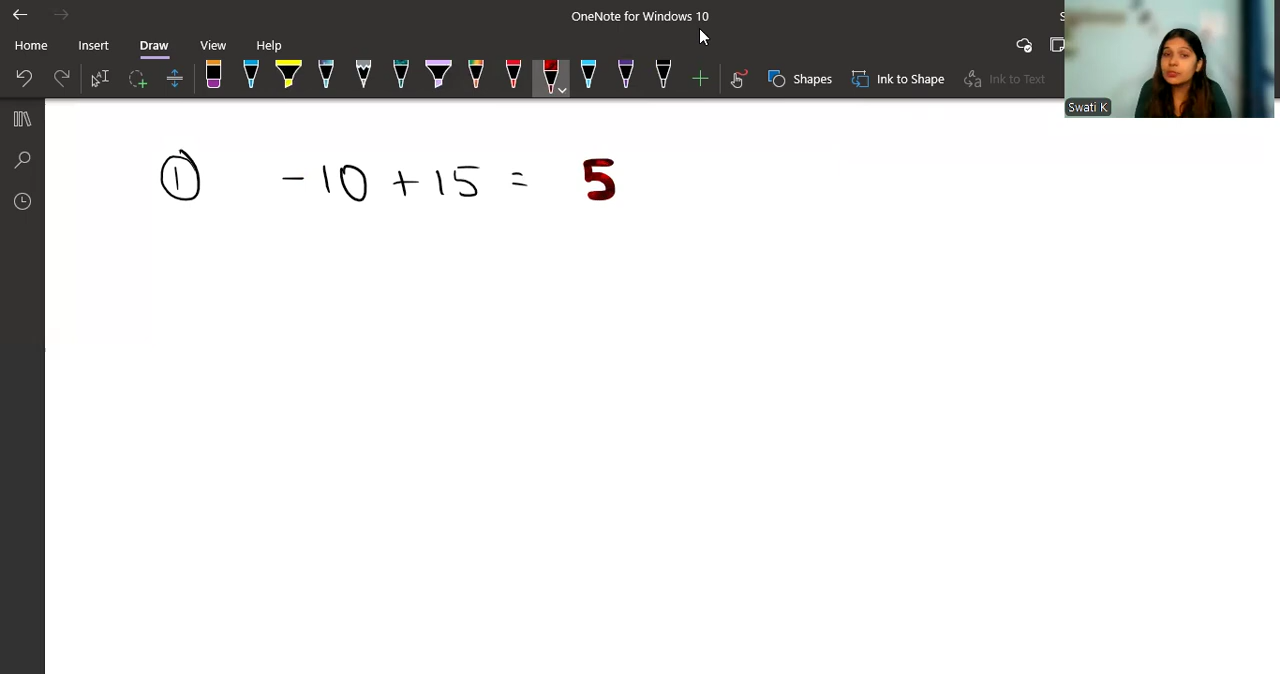 OneNote for Windows 10
Home Insert Draw View Help
Shapes Ink to Shape Ink to Text
Swati K
① -10 + 15 = 5